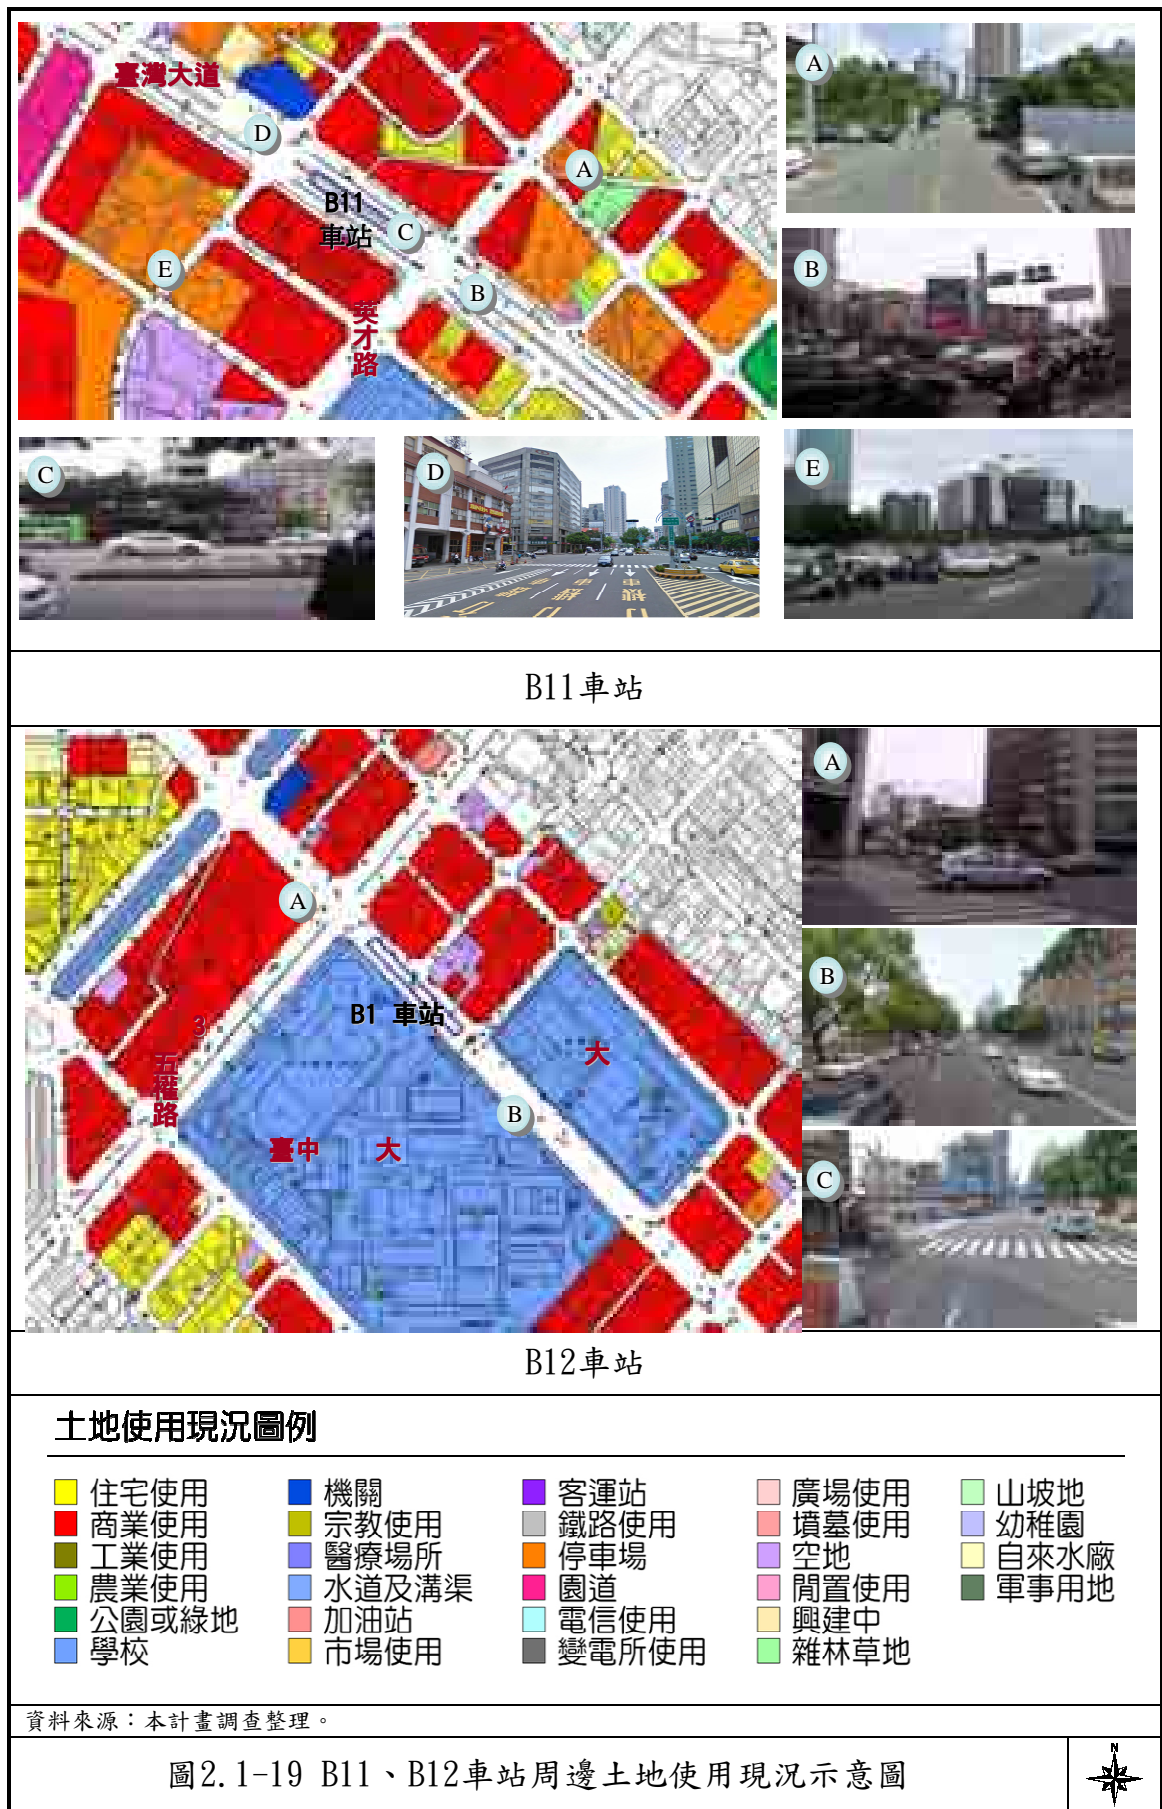 臺灣大道
D
A
B11
車站
C
E
B
英才路
A
B
C
D
E
B11車站
A
B1 車站
3
五權路
大
B
臺中 大
A
B
C
B12車站
土地使用現況圖例
住宅使用 機關 客運站 廣場使用 山坡地
商業使用 宗教使用 鐵路使用 墳墓使用 幼稚園
工業使用 醫療場所 停車場 空地 自來水廠
農業使用 水道及溝渠 園道 閒置使用 軍事用地
公園或綠地 加油站 電信使用 興建中
學校 市場使用 變電所使用 雜林草地
資料來源：本計畫調查整理。
圖2.1-19 B11、B12車站周邊土地使用現況示意圖
N